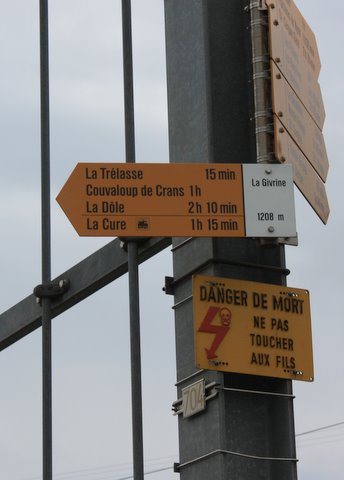 La Trélasse 15 min
Couvaloup de Crans 1h
La Dôle 2h 10 min
La Cure 1h 15 min
La Givrine
1208 m
DANGER DE MORT
NE PAS
TOUCHER
AUX FILS
704